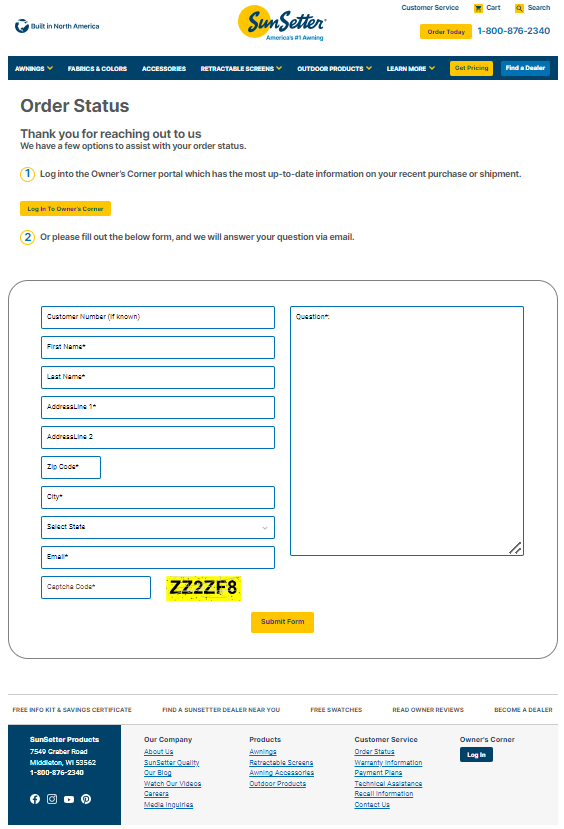 Built in North America
SunSetter®
America's #1 Awning
Customer Service Cart Search
Order Today 1-800-876-2340
AWNINGS FABRICS & COLORS ACCESSORIES RETRACTABLE SCREENS OUTDOOR PRODUCTS LEARN MORE Get Pricing Find a Dealer
Order Status
Thank you for reaching out to us
We have a few options to assist with your order status.
1 Log into the Owner's Corner portal which has the most up-to-date information on your recent purchase or shipment.
Log In To Owner's Corner
2 Or please fill out the below form, and we will answer your question via email.
Customer Number (if known)
First Name*
Last Name*
AddressLine 1*
AddressLine 2
Zip Code*
City*
Select State
Email*
Captcha Code* ZZ2ZF8
Question*:
Submit Form
FREE INFO KIT & SAVINGS CERTIFICATE FIND A SUNSETTER DEALER NEAR YOU FREE SWATCHES READ OWNER REVIEWS BECOME A DEALER
SunSetter Products
7549 Graber Road
Middleton, WI 53562
1-800-876-2340
Our Company
About Us
SunSetter Quality
Our Blog
Watch Our Videos
Careers
Media Inquiries
Products
Awnings
Retractable Screens
Awning Accessories
Outdoor Products
Customer Service
Order Status
Warranty Information
Payment Plans
Technical Assistance
Recall Information
Contact Us
Owner's Corner
Log In